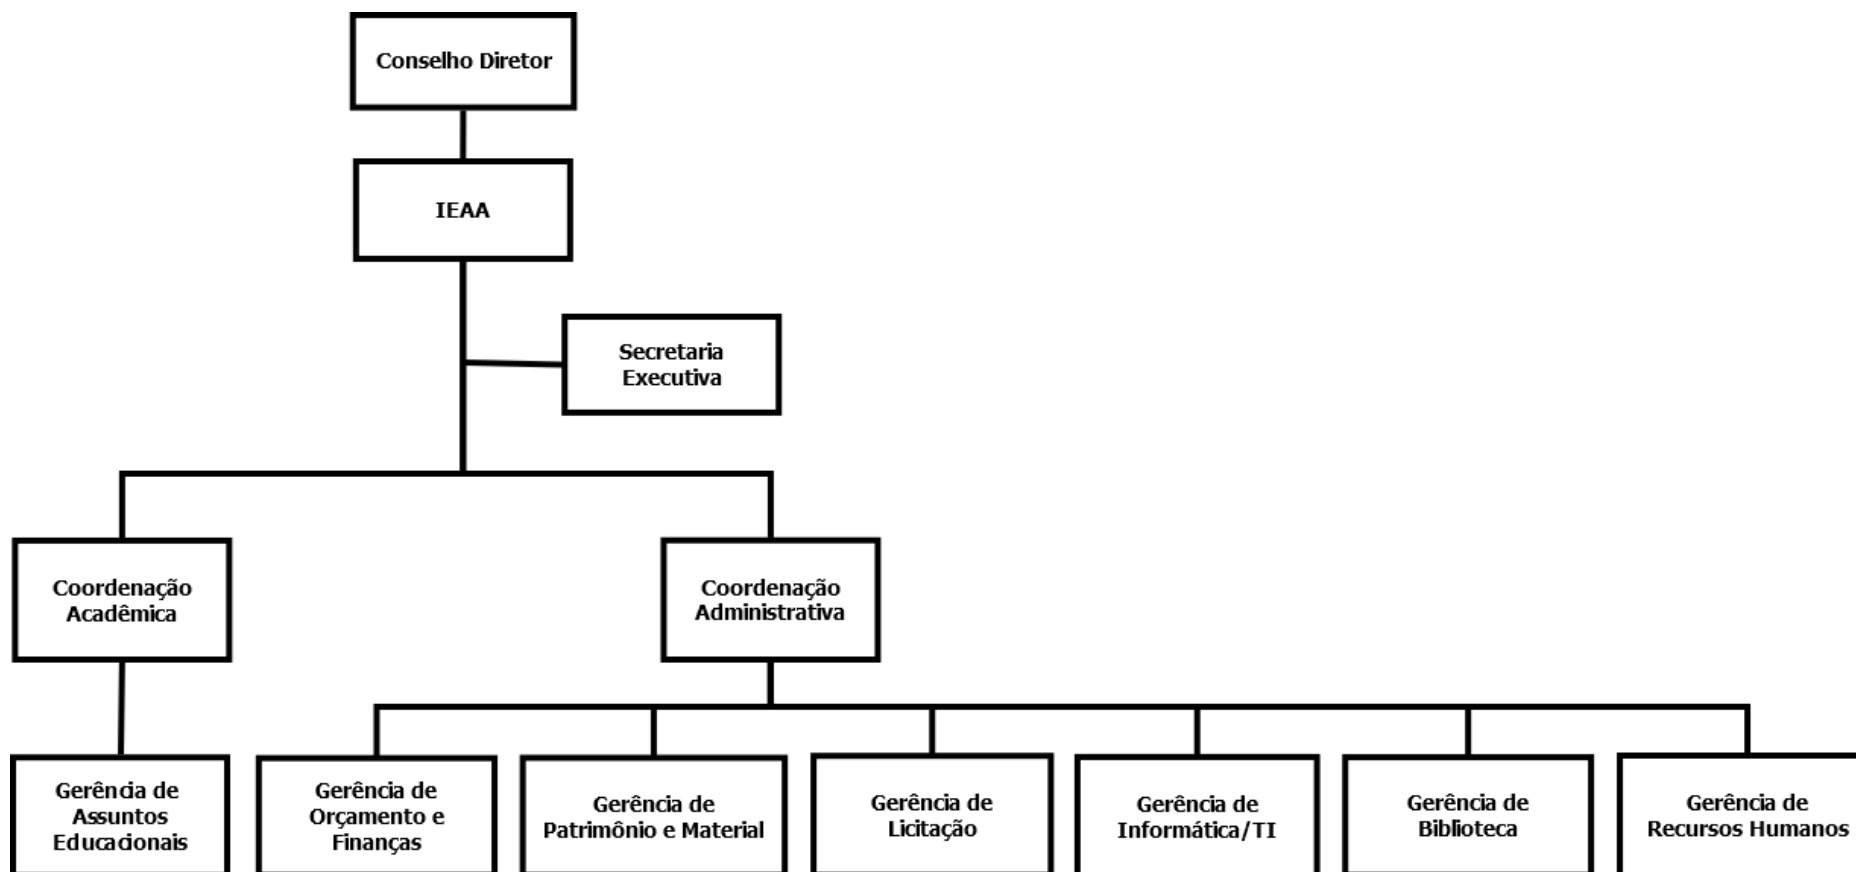 Conselho Diretor
IEAA
Secretaria
Executiva
Coordenação
Acadêmica
Coordenação
Administrativa
Gerência de
Assuntos
Educacionais
Gerência de
Orçamento e
Finanças
Gerência de
Patrimônio e Material
Gerência de
Licitação
Gerência de
Informática/TI
Gerência de
Biblioteca
Gerência de
Recursos Humanos